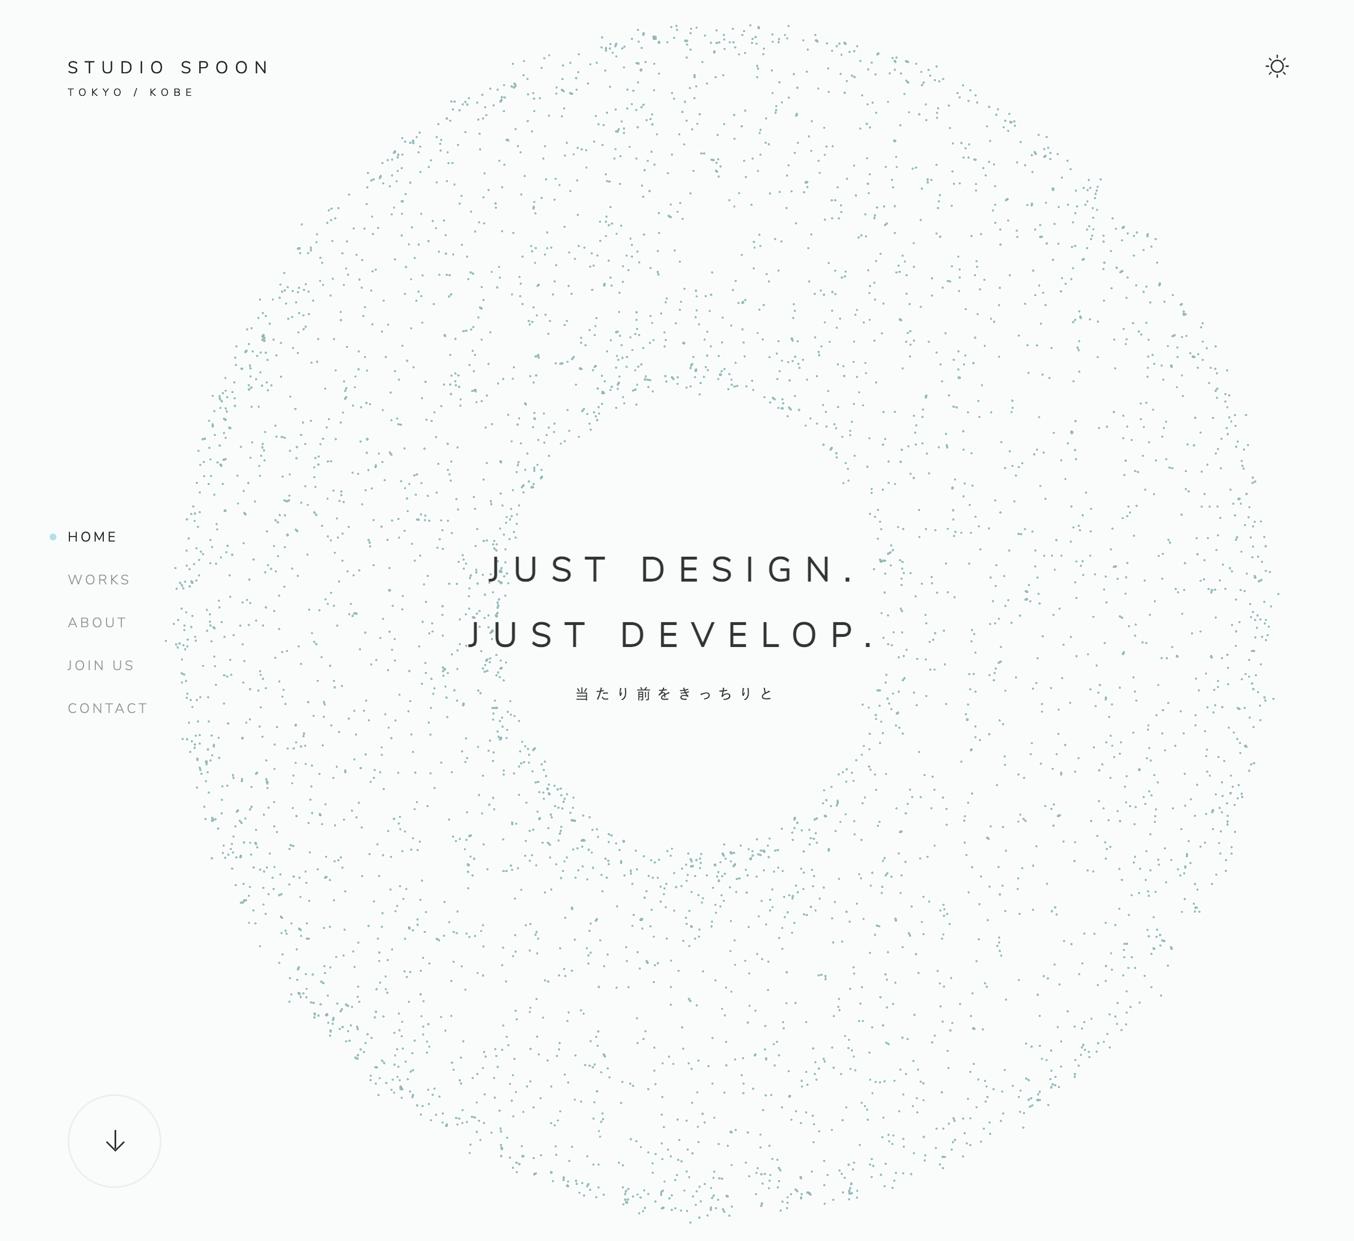 STUDIO SPOON
TOKYO / KOBE
HOME
WORKS
ABOUT
JOIN US
CONTACT
JUST DESIGN.
JUST DEVELOP.
当たり前をきっちりと